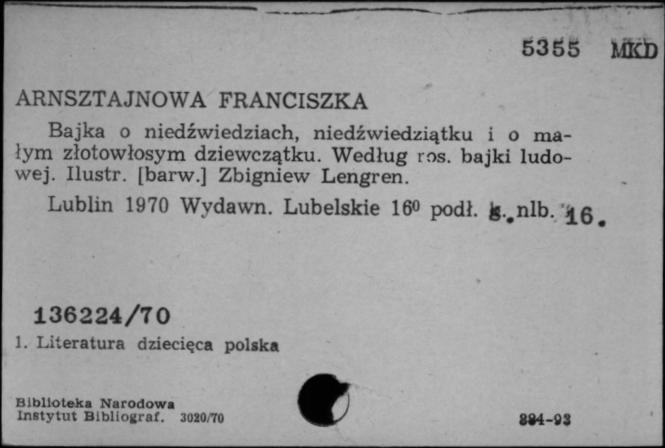 5355 MKD
ARNSZTAJNOWA FRANCISZKA
Bajka o niedźwiedziach, niedźwiedziątku i o ma-
łym złotowłosym dziewczątku. Według ros. bajki ludo-
wej. Ilustr. [barw.] Zbigniew Lengren.
Lublin 1970 Wydawn. Lubelskie 16⁰ podł. s. nlb. 16.
136224/70
1. Literatura dziecięca polska
Biblioteka Narodowa
Instytut Bibliograf. 3020/70
884-93